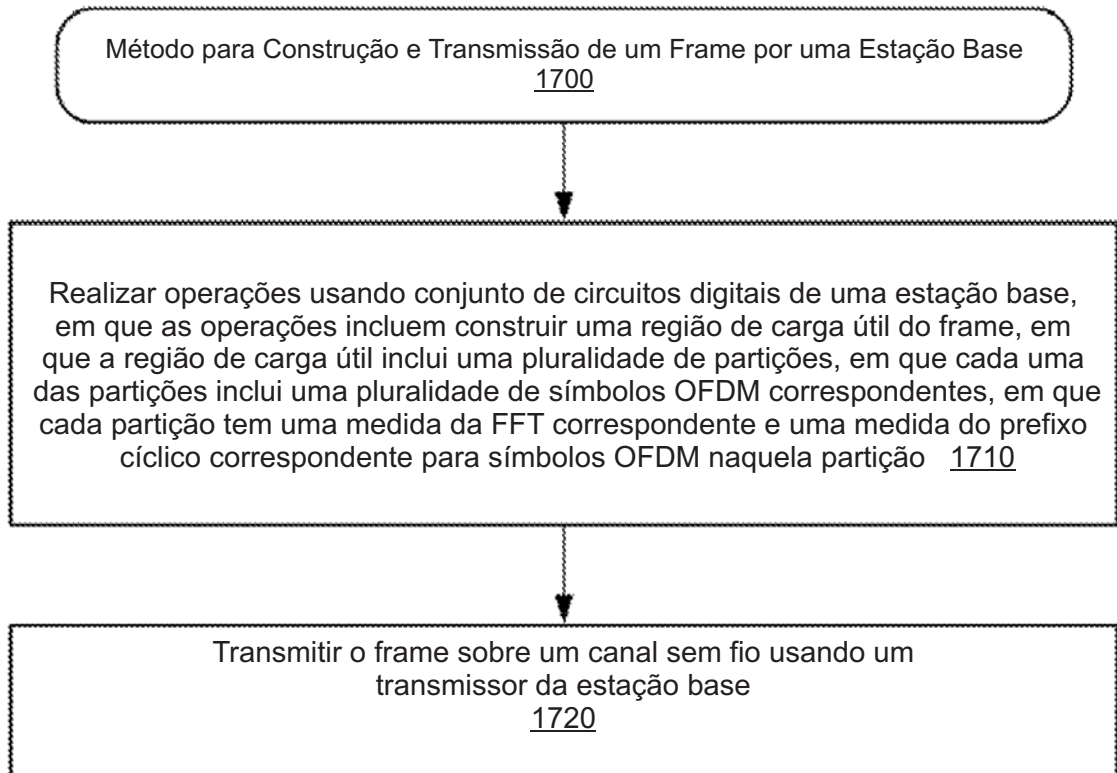 Método para Construção e Transmissão de um Frame por uma Estação Base
1700
Realizar operações usando conjunto de circuitos digitais de uma estação base,
em que as operações incluem construir uma região de carga útil do frame, em
que a região de carga útil inclui uma pluralidade de partições, em que cada uma
das partições inclui uma pluralidade de símbolos OFDM correspondentes, em que
cada partição tem uma medida da FFT correspondente e uma medida do prefixo
cíclico correspondente para símbolos OFDM naquela partição 1710
Transmitir o frame sobre um canal sem fio usando um
transmissor da estação base
1720